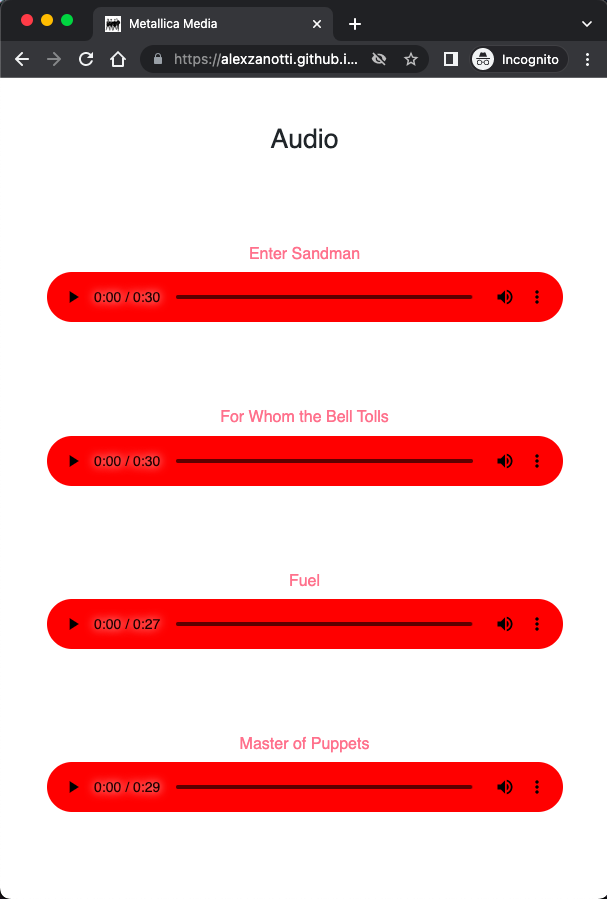 Metallica Media
https://alexzanotti.github.i...
Incognito
Audio
Enter Sandman
0:00 / 0:30
For Whom the Bell Tolls
0:00 / 0:30
Fuel
0:00 / 0:27
Master of Puppets
0:00 / 0:29